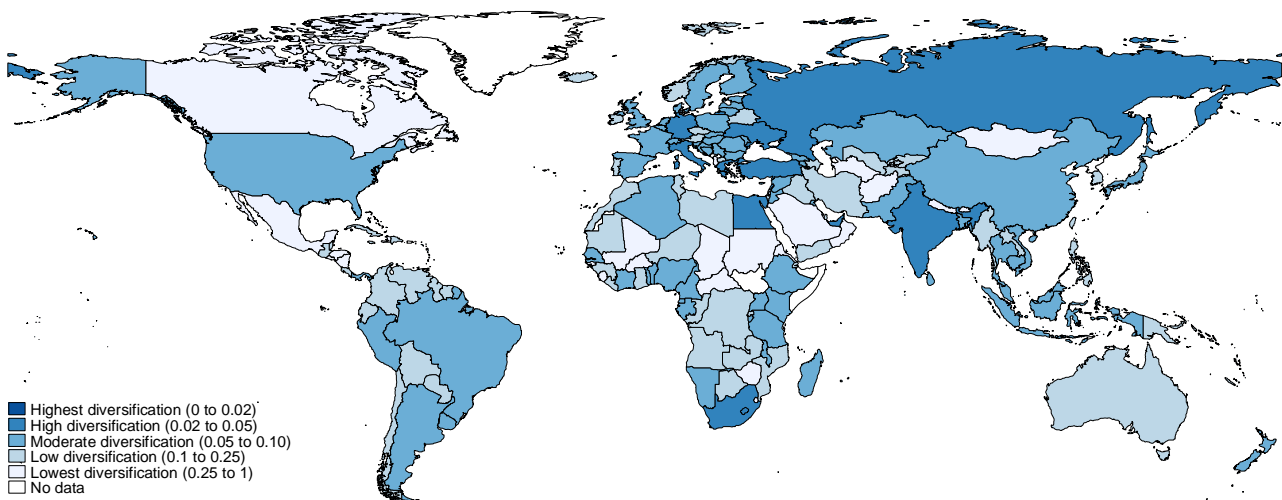 Highest diversification (0 to 0.02)
High diversification (0.02 to 0.05)
Moderate diversification (0.05 to 0.10)
Low diversification (0.1 to 0.25)
Lowest diversification (0.25 to 1)
No data